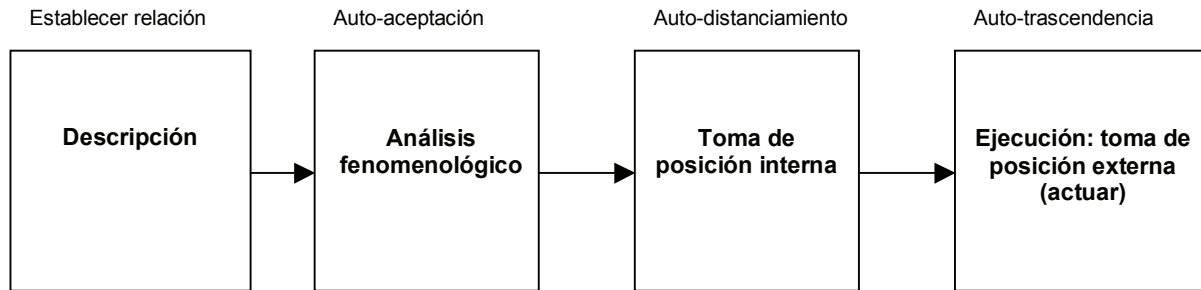 Establecer relación
Auto-aceptación
Auto-distanciamiento
Auto-trascendencia
Descripción
Análisis
fenomenológico
Toma de
posición interna
Ejecución: toma de
posición externa
(actuar)